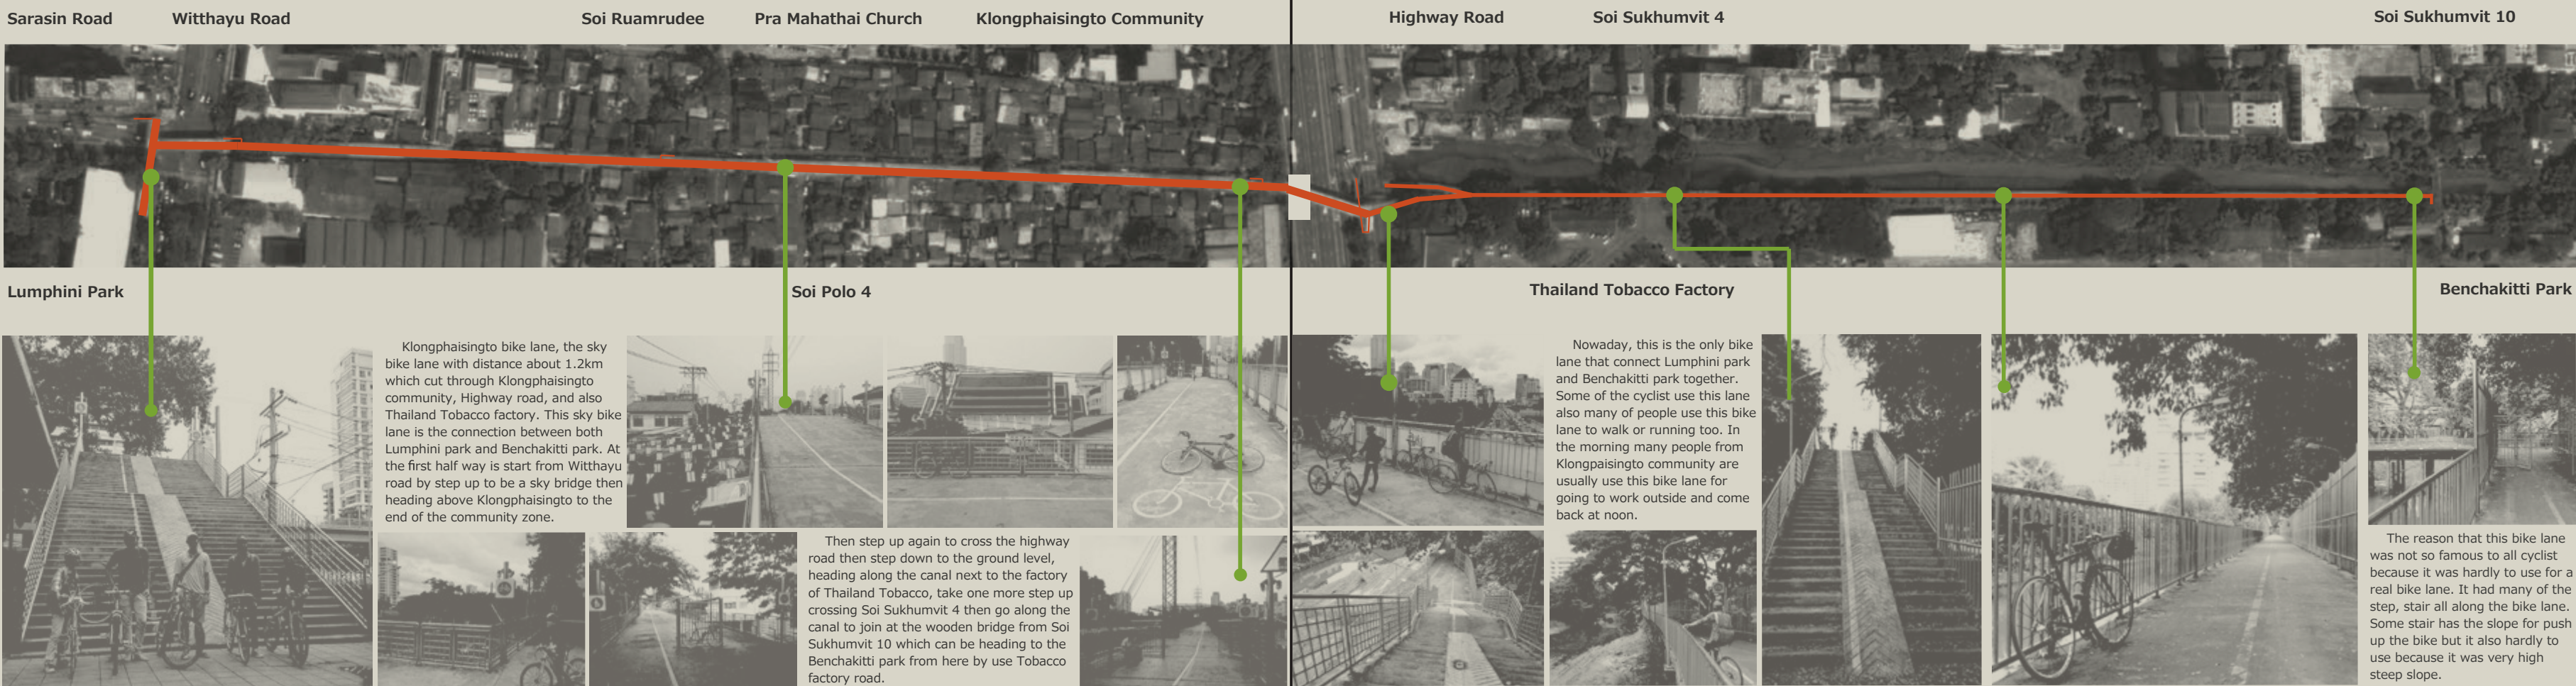 Sarasin Road
Witthayu Road
Soi Ruamrudee
Pra Mahathai Church
Klongphaisingto Community
Highway Road
Soi Sukhumvit 4
Soi Sukhumvit 10
Lumphini Park
Soi Polo 4
Thailand Tobacco Factory
Benchakitti Park
Klongphaisingto bike lane, the sky
bike lane with distance about 1.2km
which cut through Klongphaisingto
community, Highway road, and also
Thailand Tobacco factory. This sky bike
lane is the connection between both
Lumphini park and Benchakitti park. At
the first half way is start from Witthayu
road by step up to be a sky bridge then
heading above Klongphaisingto to the
end of the community zone.
Then step up again to cross the highway
road then step down to the ground level,
heading along the canal next to the factory
of Thailand Tobacco, take one more step up
crossing Soi Sukhumvit 4 then go along the
canal to join at the wooden bridge from Soi
Sukhumvit 10 which can be heading to the
Benchakitti park from here by use Tobacco
factory road.
Nowaday, this is the only bike
lane that connect Lumphini park
and Benchakitti park together.
Some of the cyclist use this lane
also many of people use this bike
lane to walk or running too. In
the morning many people from
Klongpaisingto community are
usually use this bike lane for
going to work outside and come
back at noon.
The reason that this bike lane
was not so famous to all cyclist
because it was hardly to use for a
real bike lane. It had many of the
step, stair all along the bike lane.
Some stair has the slope for push
up the bike but it also hardly to
use because it was very high
steep slope.